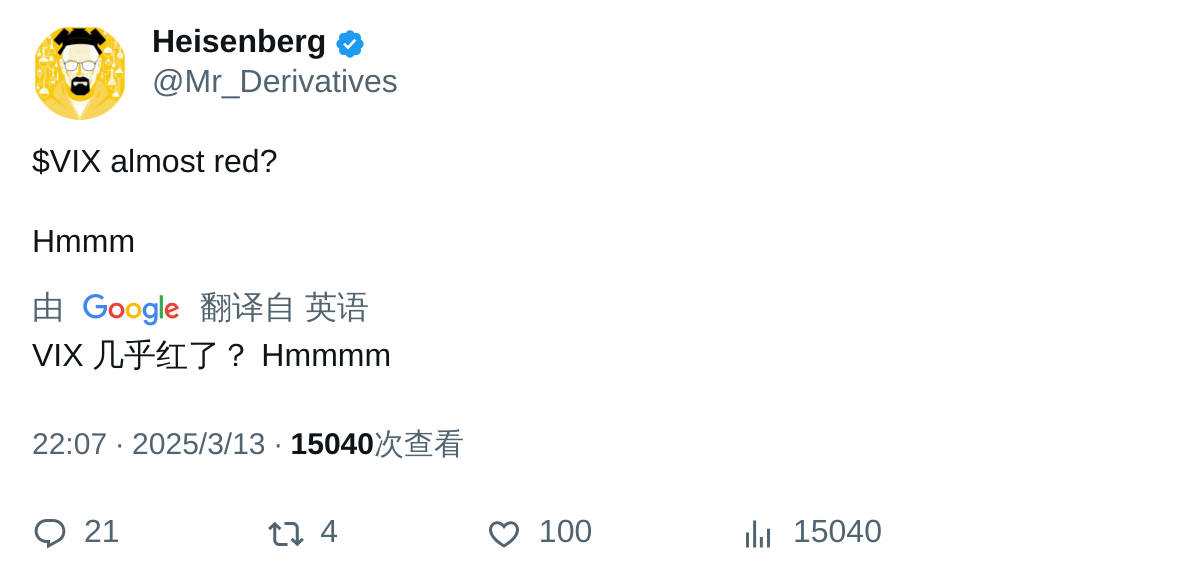 Heisenberg
@Mr_Derivatives
$VIX almost red?
Hmmm
由 Google 翻译自 英语
VIX 几乎红了？ Hmmmm
22:07 · 2025/3/13 · 15040次查看
21 4 100 15040